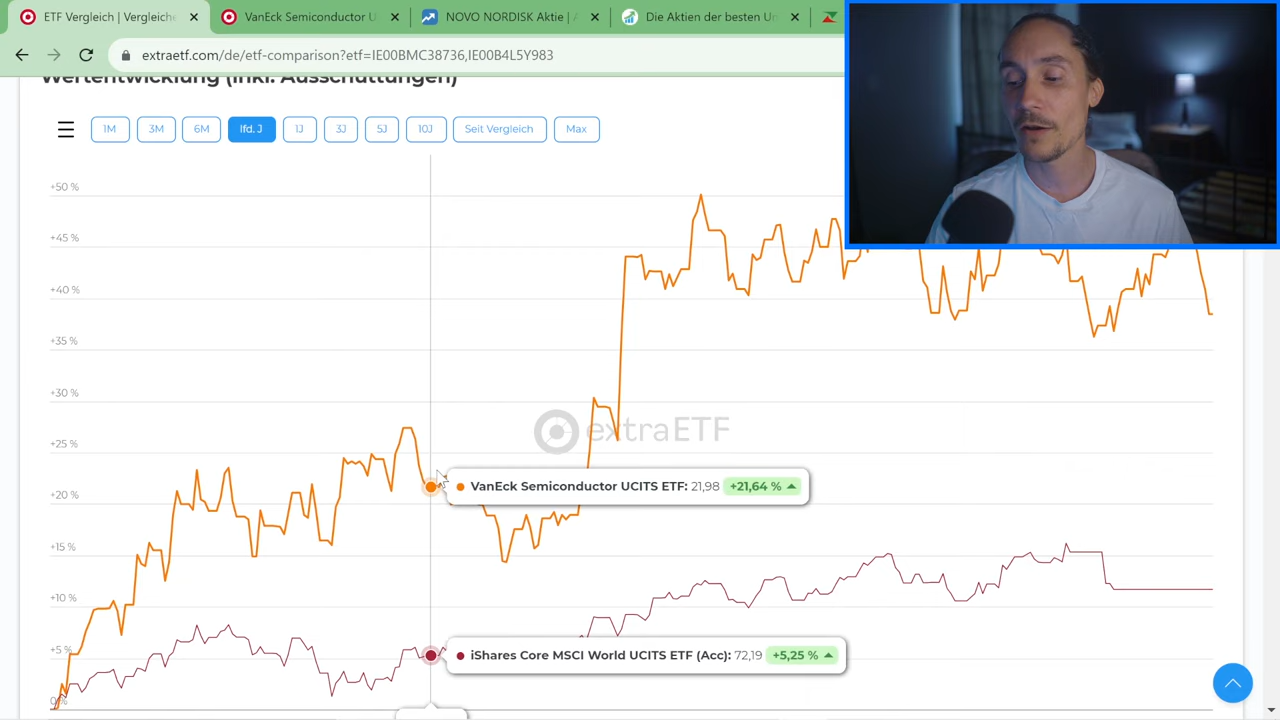 ETF Vergleich | Vergleiche
VanEck Semiconductor U
NOVO NORDISK Aktie | A
Die Aktien der besten Un
extraetf.com/de/etf-comparison?etf=IE00BMC38736,IE00B4L5Y983
Wertentwicklung (inkl. Ausschüttungen)
1M
3M
6M
lfd. J
1J
3J
5J
10J
Seit Vergleich
Max
+50 %
+45 %
+40 %
+35 %
+30 %
+25 %
+20 %
+15 %
+10 %
+5 %
0 %
extraETF
VanEck Semiconductor UCITS ETF: 21,98 +21,64 %
iShares Core MSCI World UCITS ETF (Acc): 72,19 +5,25 %